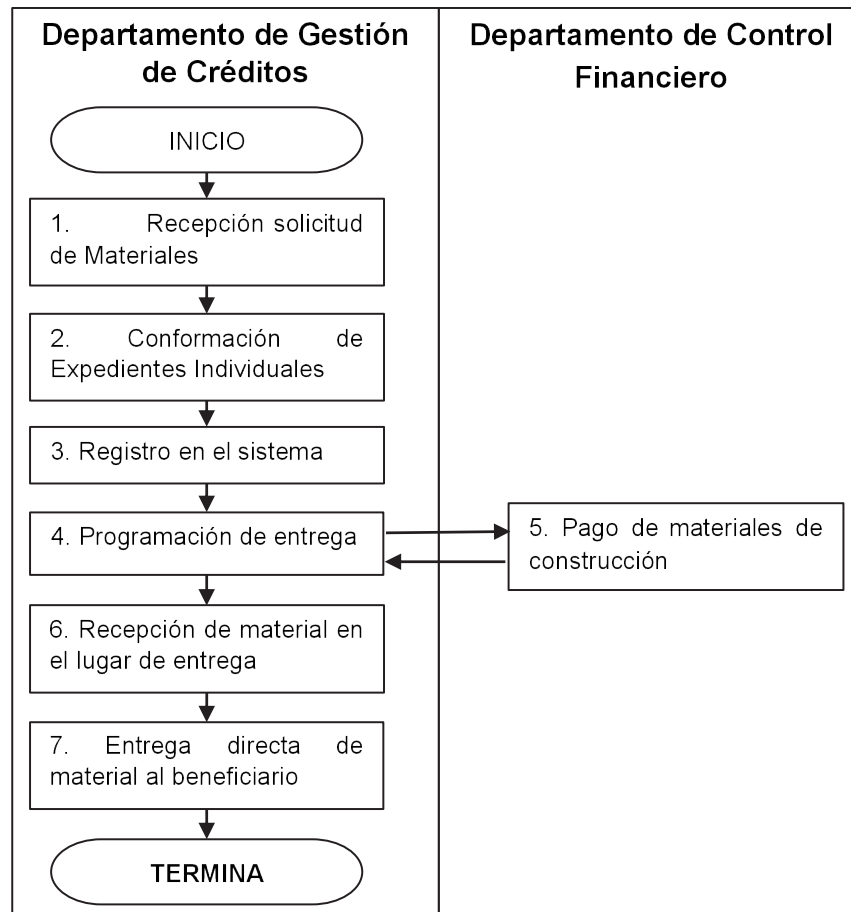 Departamento de Gestión
de Créditos
Departamento de Control
Financiero
INICIO
1. Recepción solicitud
de Materiales
2. Conformación de
Expedientes Individuales
3. Registro en el sistema
4. Programación de entrega
5. Pago de materiales de
construcción
6. Recepción de material en
el lugar de entrega
7. Entrega directa de
material al beneficiario
TERMINA